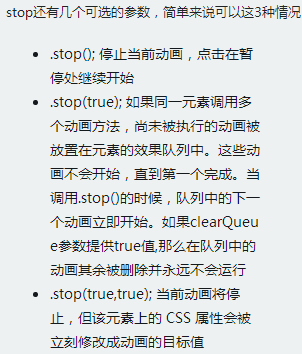 stop还有几个可选的参数，简单来说可以这3种情况
.stop(); 停止当前动画，点击在暂
停处继续开始
.stop(true); 如果同一元素调用多
个动画方法，尚未被执行的动画被
放置在元素的效果队列中。这些动
画不会开始，直到第一个完成。当
调用.stop()的时候，队列中的下一
个动画立即开始。如果clearQueu
e参数提供true值,那么在队列中的
动画其余被删除并永远不会运行
.stop(true,true); 当前动画将停
止，但该元素上的 CSS 属性会被
立刻修改成动画的目标值